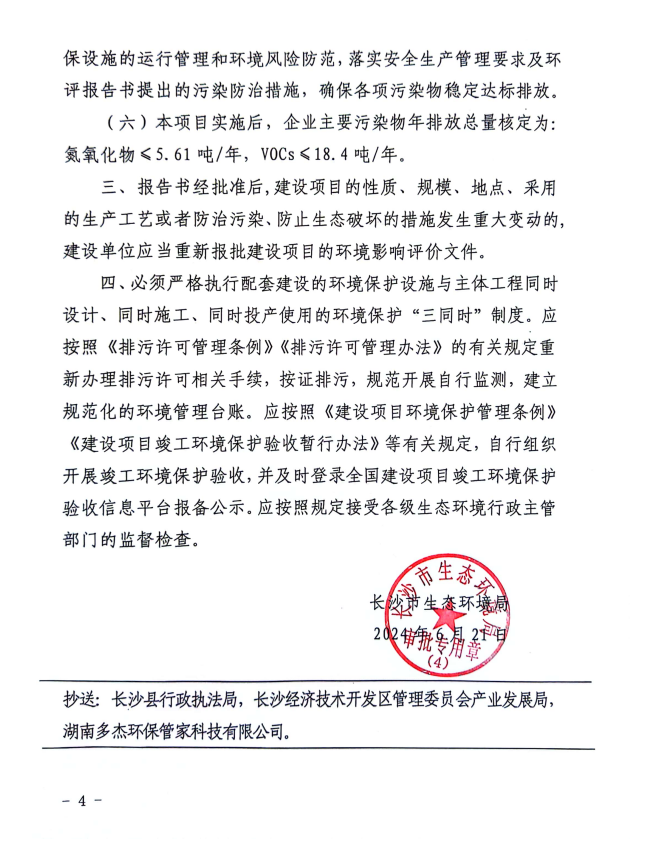 保设施的运行管理和环境风险防范，落实安全生产管理要求及环
评报告书提出的污染防治措施，确保各项污染物稳定达标排放。
（六）本项目实施后，企业主要污染物年排放总量核定为：
氮氧化物≤5.61 吨/年，VOCs≤18.4 吨/年。
三、报告书经批准后，建设项目的性质、规模、地点、采用
的生产工艺或者防治污染、防止生态破坏的措施发生重大变动的，
建设单位应当重新报批建设项目的环境影响评价文件。
四、必须严格执行配套建设的环境保护设施与主体工程同时
设计、同时施工、同时投产使用的环境保护“三同时”制度。应
按照《排污许可管理条例》《排污许可管理办法》的有关规定重
新办理排污许可相关手续，按证排污，规范开展自行监测，建立
规范化的环境管理台账。应按照《建设项目环境保护管理条例》
《建设项目竣工环境保护验收暂行办法》等有关规定，自行组织
开展竣工环境保护验收，并及时登录全国建设项目竣工环境保护
验收信息平台报备公示。应按照规定接受各级生态环境行政主管
部门的监督检查。
长沙市生态环境局
2024年6月21日
长沙市生态环境局
审批专用章
(4)
抄送：长沙县行政执法局，长沙经济技术开发区管理委员会产业发展局，
湖南多杰环保管家科技有限公司。
- 4 -